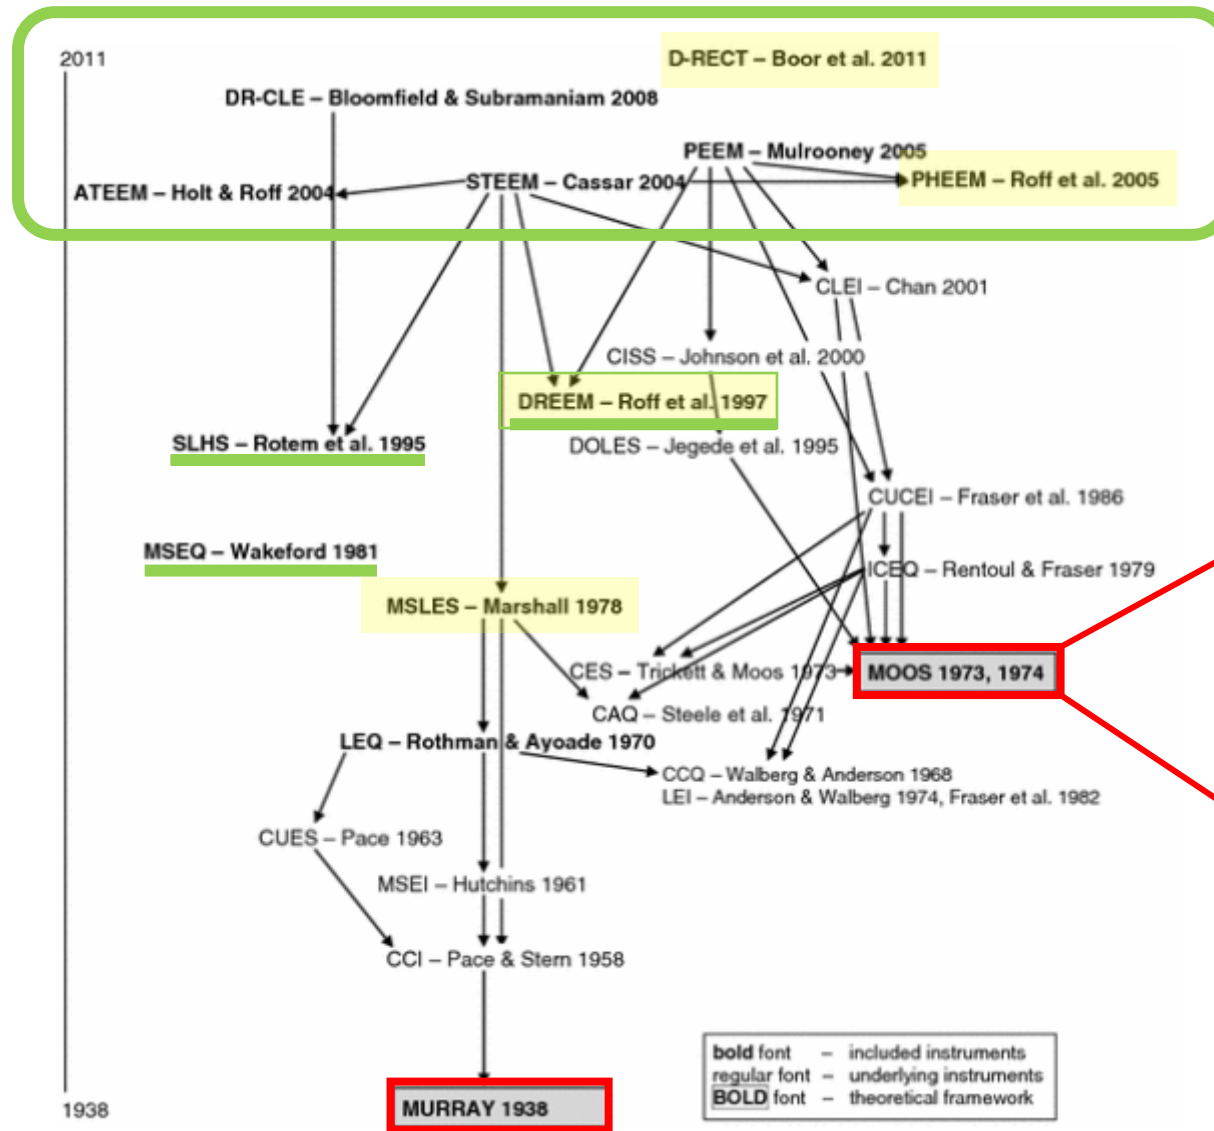 2011
D-RECT – Boor et al. 2011
DR-CLE – Bloomfield & Subramaniam 2008
PEEM – Mulrooney 2005
ATEEM – Holt & Roff 2004
STEEM – Cassar 2004
PHEEM – Roff et al. 2005
CLEI – Chan 2001
CISS – Johnson et al. 2000
DREEM – Roff et al. 1997
SLHS – Rotem et al. 1995
DOLES – Jegede et al. 1995
CUCEI – Fraser et al. 1986
MSEQ – Wakeford 1981
ICEQ – Rentoul & Fraser 1979
MSLES – Marshall 1978
CES – Trickett & Moos 1973
MOOS 1973, 1974
CAQ – Steele et al. 1971
LEQ – Rothman & Ayoade 1970
CCQ – Walberg & Anderson 1968
LEI – Anderson & Walberg 1974, Fraser et al. 1982
CUES – Pace 1963
MSEI – Hutchins 1961
CCI – Pace & Stern 1958
bold font – included instruments
regular font – underlying instruments
BOLD font – theoretical framework
1938
MURRAY 1938